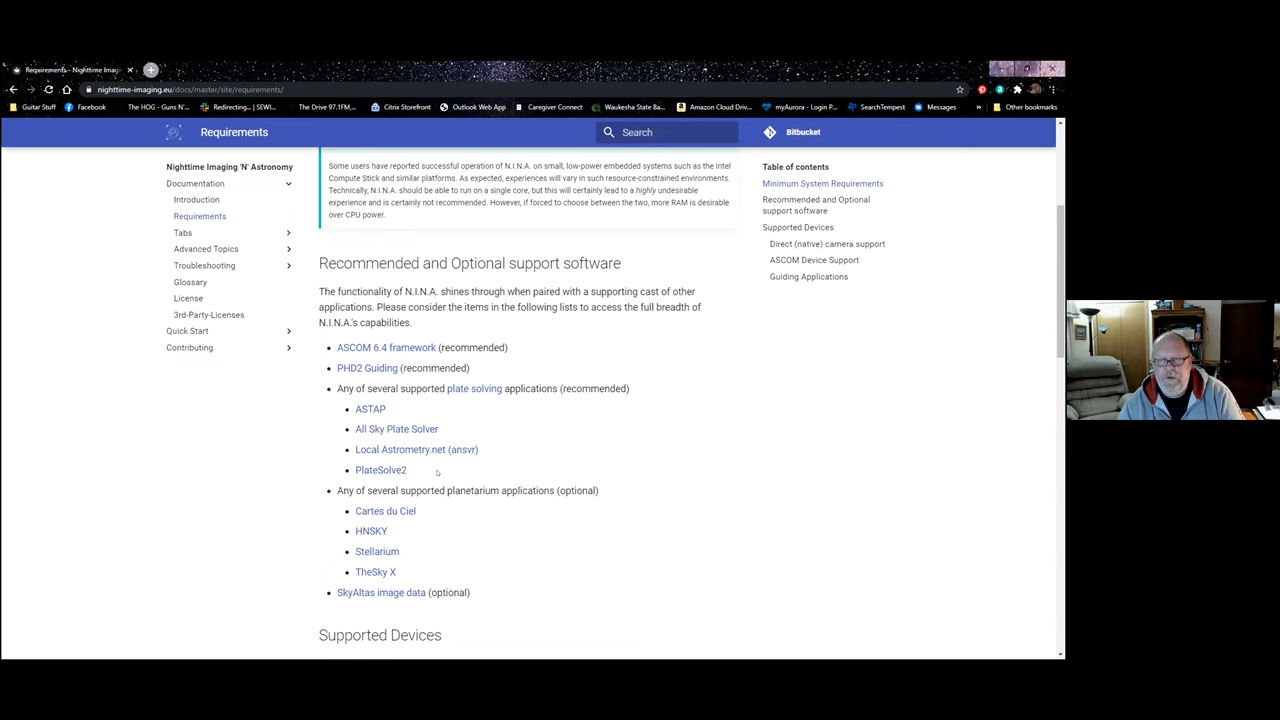 Requirements - Nighttime Imag
nighttime-imaging.eu/docs/master/site/requirements/
Guitar Stuff
Facebook
The HOG - Guns N'...
Redirecting... | SEWI...
The Drive 97.1FM,...
Citrix Storefront
Outlook Web App
Caregiver Connect
Waukesha State Ba...
Amazon Cloud Driv...
myAurora - Login P...
SearchTempest
Messages
»
Other bookmarks
Requirements
Search
Bitbucket
Nighttime Imaging 'N' Astronomy
Documentation
Introduction
Requirements
Tabs
Advanced Topics
Troubleshooting
Glossary
License
3rd-Party-Licenses
Quick Start
Contributing
Some users have reported successful operation of N.I.N.A. on small, low-power embedded systems such as the Intel
Compute Stick and similar platforms. As expected, experiences will vary in such resource-constrained environments.
Technically, N.I.N.A. should be able to run on a single core, but this will certainly lead to a highly undesirable
experience and is certainly not recommended. However, if forced to choose between the two, more RAM is desirable
over CPU power.
Recommended and Optional support software
The functionality of N.I.N.A. shines through when paired with a supporting cast of other
applications. Please consider the items in the following lists to access the full breadth of
N.I.N.A.'s capabilities.
• ASCOM 6.4 framework (recommended)
• PHD2 Guiding (recommended)
• Any of several supported plate solving applications (recommended)
• ASTAP
• All Sky Plate Solver
• Local Astrometry.net (ansvr)
• PlateSolve2
• Any of several supported planetarium applications (optional)
• Cartes du Ciel
• HNSKY
• Stellarium
• TheSky X
• SkyAltas image data (optional)
Supported Devices
Table of contents
Minimum System Requirements
Recommended and Optional
support software
Supported Devices
Direct (native) camera support
ASCOM Device Support
Guiding Applications